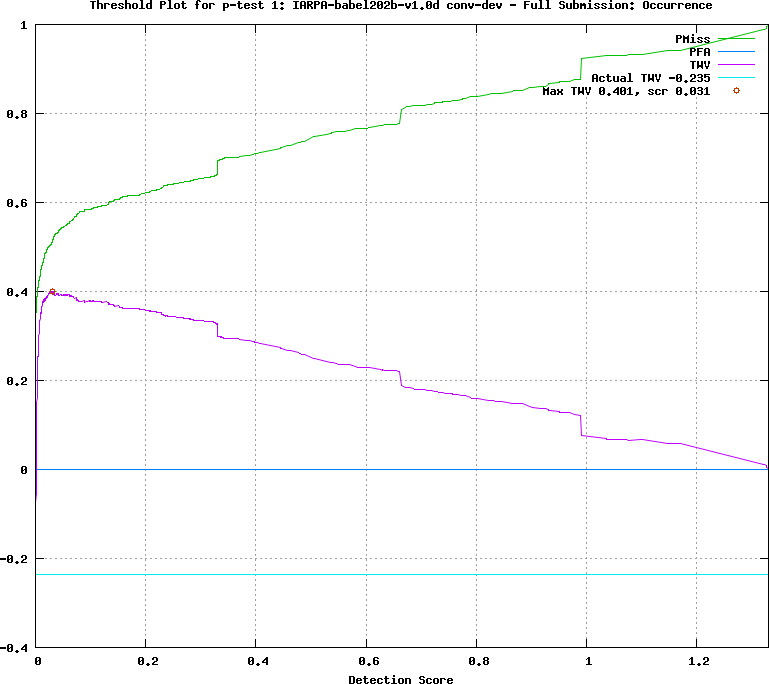 Threshold Plot for p-test 1: IARPA-babel202b-v1.0d conv-dev - Full Submission: Occurrence
1
PMiss
PFA
TWV
Actual TWV -0.235
Max TWV 0.401, scr 0.031
0.8
0.6
0.4
0.2
0
-0.2
-0.4
0 0.2 0.4 0.6 0.8 1 1.2
Detection Score